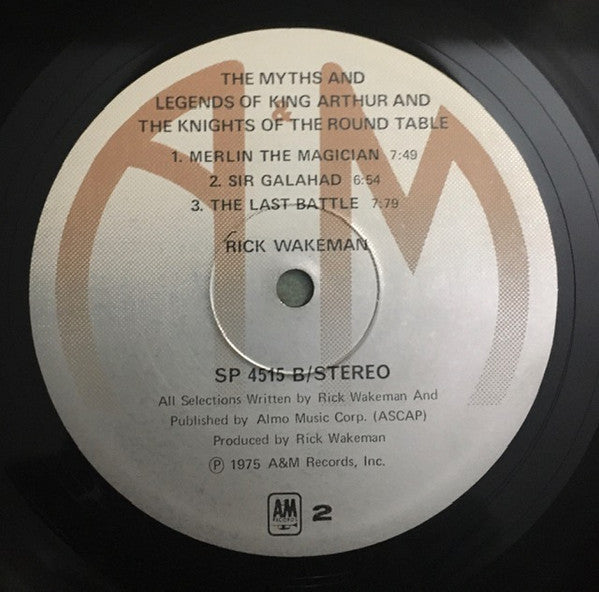 THE MYTHS AND
LEGENDS OF KING ARTHUR AND
&
THE KNIGHTS OF THE ROUND TABLE
1. MERLIN THE MAGICIAN 7:49
2. SIR GALAHAD 6:54
3. THE LAST BATTLE 7:79
RICK WAKEMAN
SP 4515 B/STEREO
All Selections Written by Rick Wakeman And
Published by Almo Music Corp. (ASCAP)
Produced by Rick Wakeman
Ⓟ 1975 A&M Records, Inc.
AM
RECORDS
2